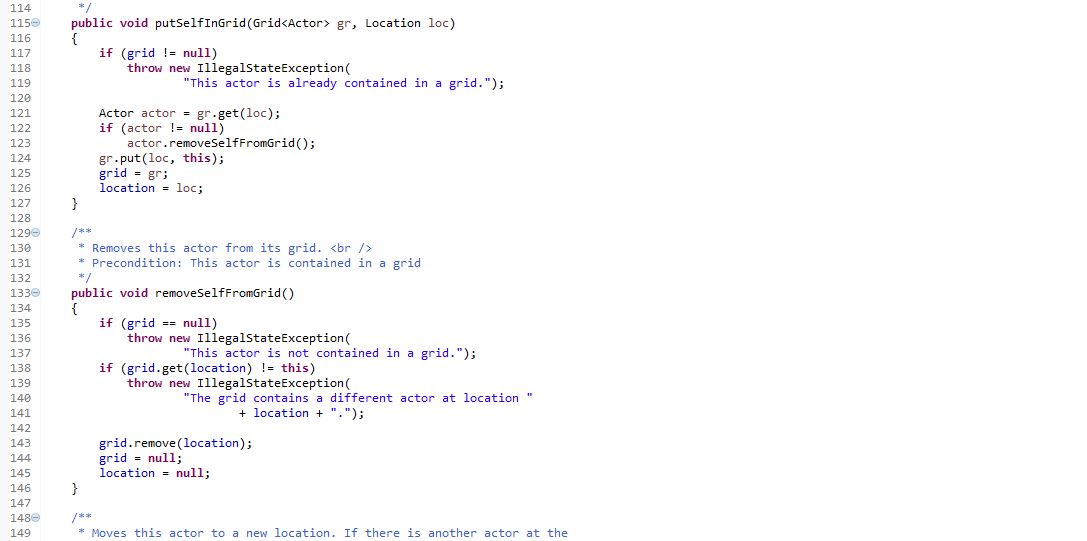 114 */
115 public void putSelfInGrid(Grid<Actor> gr, Location loc)
116 {
117 if (grid != null)
118 throw new IllegalStateException(
119 "This actor is already contained in a grid.");
120
121 Actor actor = gr.get(loc);
122 if (actor != null)
123 actor.removeSelfFromGrid();
124 gr.put(loc, this);
125 grid = gr;
126 location = loc;
127 }
128
129 /**
130 * Removes this actor from its grid. <br />
131 * Precondition: This actor is contained in a grid
132 */
133 public void removeSelfFromGrid()
134 {
135 if (grid == null)
136 throw new IllegalStateException(
137 "This actor is not contained in a grid.");
138 if (grid.get(location) != this)
139 throw new IllegalStateException(
140 "The grid contains a different actor at location "
141 + location + ".");
142
143 grid.remove(location);
144 grid = null;
145 location = null;
146 }
147
148 /**
149 * Moves this actor to a new location. If there is another actor at the